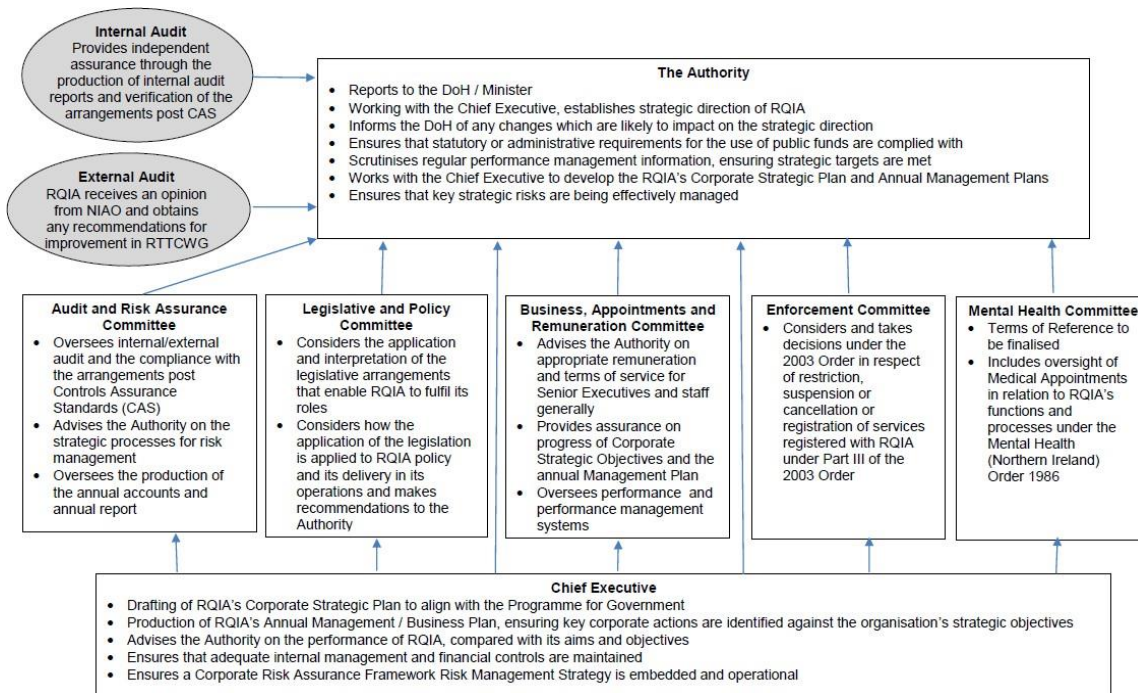 Internal Audit
Provides independent
assurance through the
production of internal audit
reports and verification of the
arrangements post CAS
The Authority
• Reports to the DoH / Minister
• Working with the Chief Executive, establishes strategic direction of RQIA
• Informs the DoH of any changes which are likely to impact on the strategic direction
• Ensures that statutory or administrative requirements for the use of public funds are complied with
• Scrutinises regular performance management information, ensuring strategic targets are met
• Works with the Chief Executive to develop the RQIA's Corporate Strategic Plan and Annual Management Plans
• Ensures that key strategic risks are being effectively managed
External Audit
RQIA receives an opinion
from NIAO and obtains
any recommendations for
improvement in RTTCWG
Audit and Risk Assurance
Committee
• Oversees internal/external
audit and the compliance with
the arrangements post
Controls Assurance
Standards (CAS)
• Advises the Authority on the
strategic processes for risk
management
• Oversees the production of
the annual accounts and
annual report
Legislative and Policy
Committee
• Considers the application
and interpretation of the
legislative arrangements
that enable RQIA to fulfil its
roles
• Considers how the
application of the legislation
is applied to RQIA policy
and its delivery in its
operations and makes
recommendations to the
Authority
Business, Appointments and
Remuneration Committee
• Advises the Authority on
appropriate remuneration
and terms of service for
Senior Executives and staff
generally
• Provides assurance on
progress of Corporate
Strategic Objectives and the
annual Management Plan
• Oversees performance and
performance management
systems
Enforcement Committee
• Considers and takes
decisions under the
2003 Order in respect
of restriction,
suspension or
cancellation or
registration of services
registered with RQIA
under Part III of the
2003 Order
Mental Health Committee
• Terms of Reference to
be finalised
• Includes oversight of
Medical Appointments
in relation to RQIA's
functions and
processes under the
Mental Health
(Northern Ireland)
Order 1986
Chief Executive
• Drafting of RQIA's Corporate Strategic Plan to align with the Programme for Government
• Production of RQIA's Annual Management / Business Plan, ensuring key corporate actions are identified against the organisation's strategic objectives
• Advises the Authority on the performance of RQIA, compared with its aims and objectives
• Ensures that adequate internal management and financial controls are maintained
• Ensures a Corporate Risk Assurance Framework Risk Management Strategy is embedded and operational